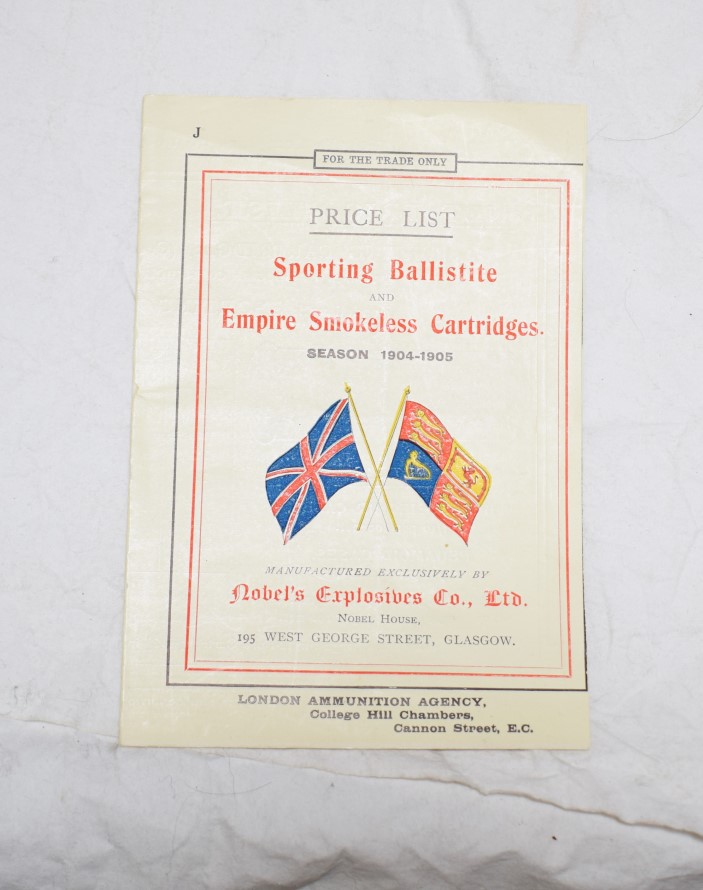 J
FOR THE TRADE ONLY
PRICE LIST
Sporting Ballistite
AND
Empire Smokeless Cartridges.
SEASON 1904-1905
MANUFACTURED EXCLUSIVELY BY
Nobel's Explosives Co., Ltd.
NOBEL HOUSE,
195 WEST GEORGE STREET, GLASGOW.
LONDON AMMUNITION AGENCY,
College Hill Chambers,
Cannon Street, E.C.